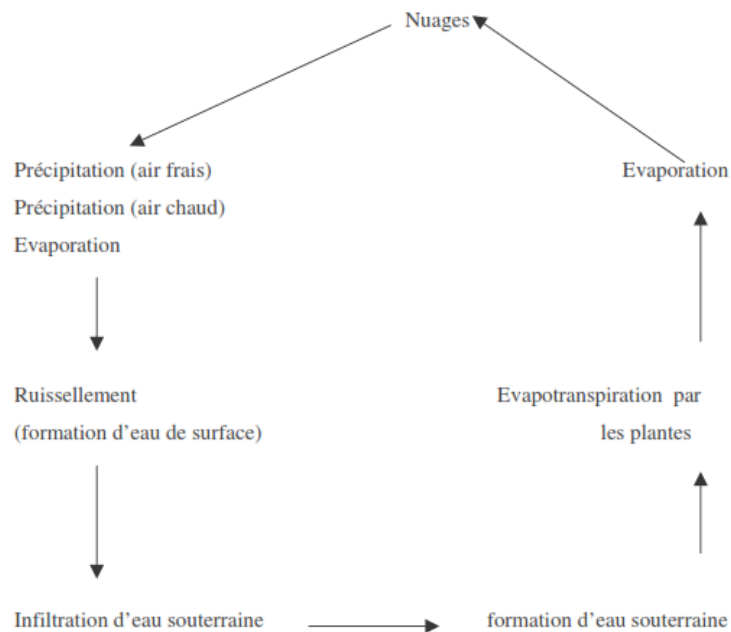 Nuages
Précipitation (air frais)
Evaporation
Précipitation (air chaud)
Evaporation
Ruissellement
Evapotranspiration par
(formation d'eau de surface)
les plantes
Infiltration d'eau souterraine
formation d'eau souterraine